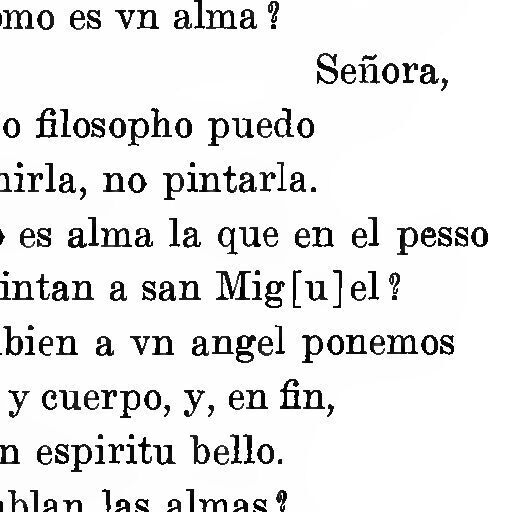 omo es vn alma?
Señora,
o filosopho puedo
nirla, no pintarla.
es alma la que en el pesso
intan a san Mig[u]el?
bien a vn angel ponemos
y cuerpo, y, en fin,
n espiritu bello.
ablan las almas?